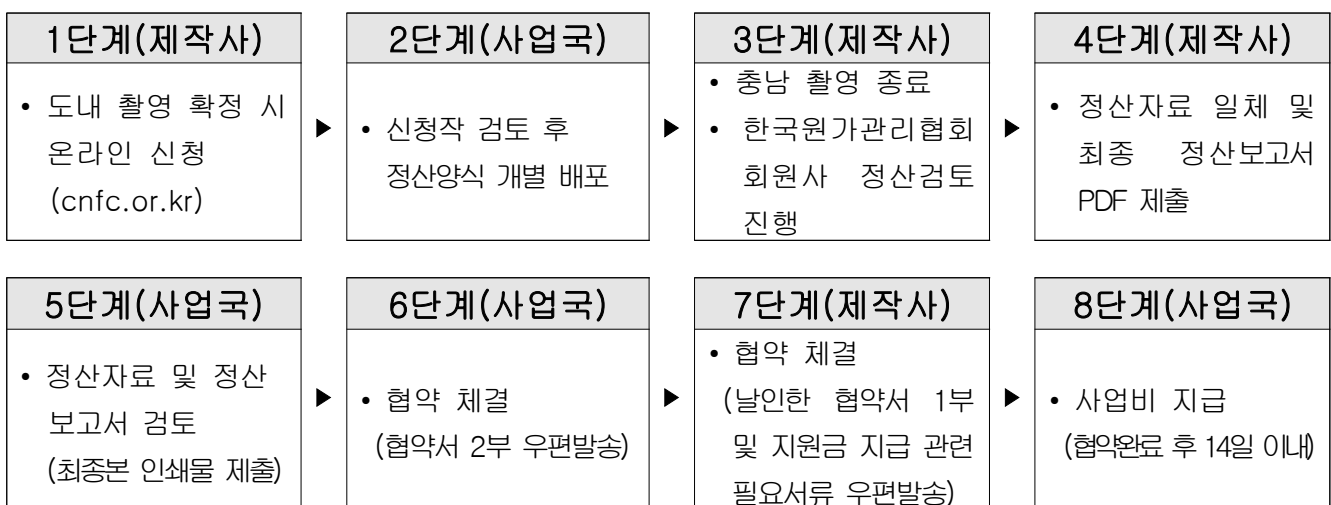 1단계(제작사)
• 도내 촬영 확정 시
온라인 신청
(cnfc.or.kr)
▶
2단계(사업국)
• 신청작 검토 후
정산양식 개별 배포
▶
3단계(제작사)
• 충남 촬영 종료
• 한국원가관리협회
회원사 정산검토
진행
▶
4단계(제작사)
• 정산자료 일체 및
최종 정산보고서
PDF 제출
5단계(사업국)
• 정산자료 및 정산
보고서 검토
(최종본 인쇄물 제출)
▶
6단계(사업국)
• 협약 체결
(협약서 2부 우편발송)
▶
7단계(제작사)
• 협약 체결
(날인한 협약서 1부
및 지원금 지급 관련
필요서류 우편발송)
▶
8단계(사업국)
• 사업비 지급
(협약완료 후 14일 이내)